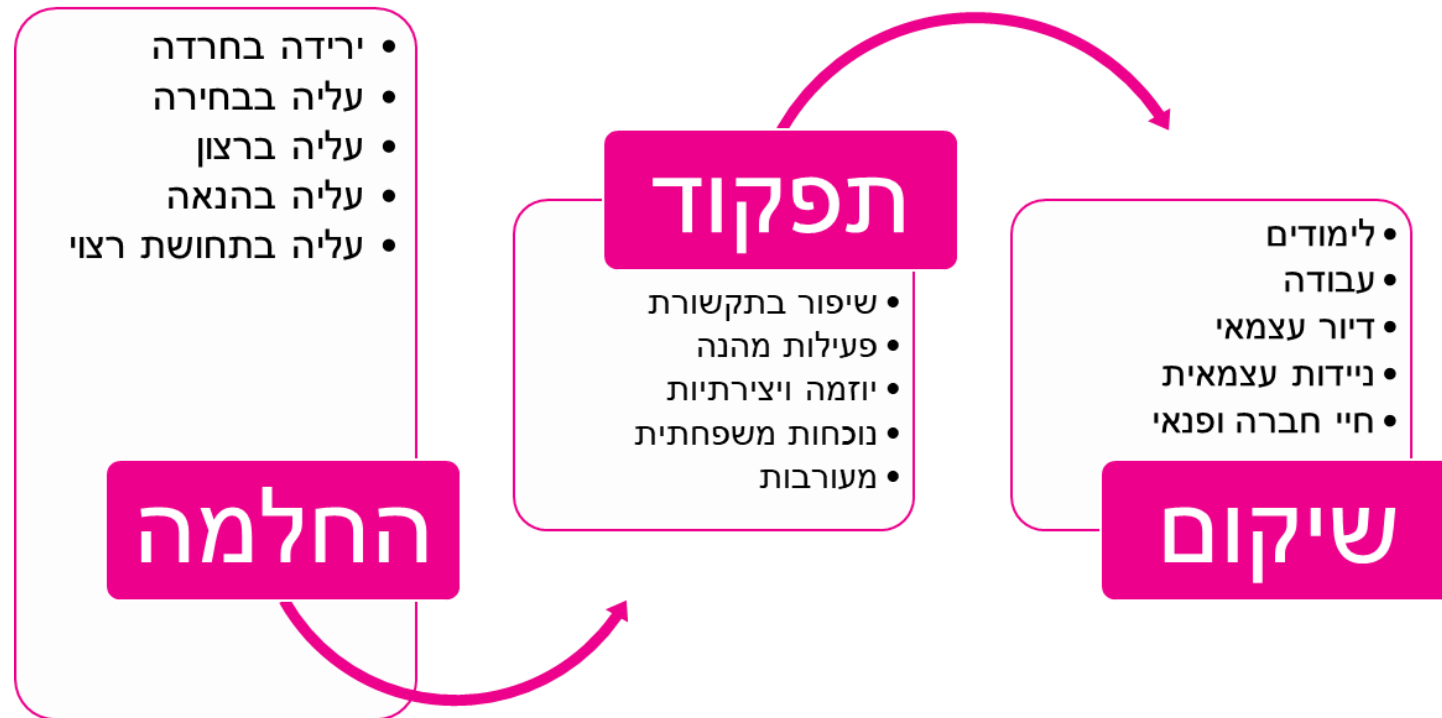 ירידה בחרדה
עליה בבחירה
עליה ברצון
עליה בהנאה
עליה בתחושת רצוי
החלמה
תפקוד
שיפור בתקשורת
פעילות מהנה
יוזמה ויצירתיות
נוכחות משפחתית
מעורבות
לימודים
עבודה
דיור עצמאי
ניידות עצמאית
חיי חברה ופנאי
שיקום